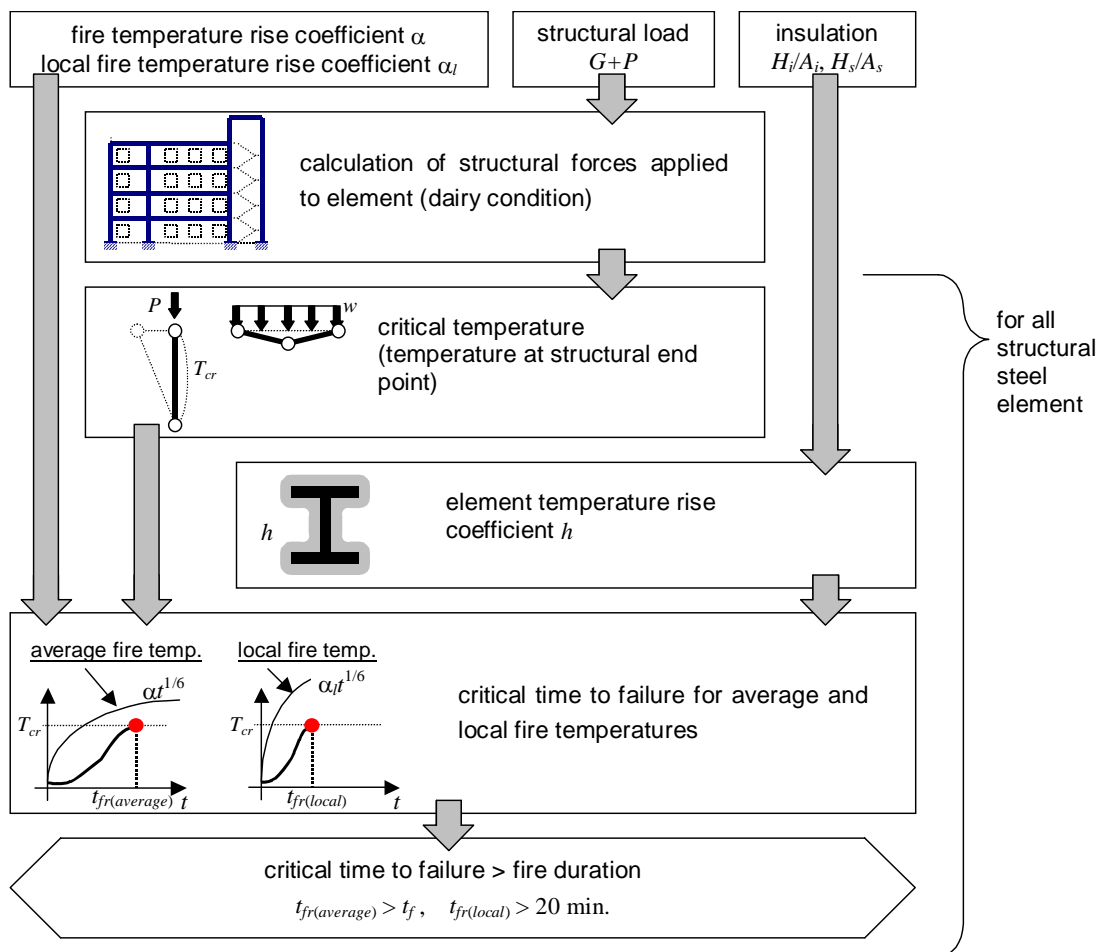 fire temperature rise coefficient α
local fire temperature rise coefficient αl
structural load
G+P
insulation
Hi/Ai, Hs/As
calculation of structural forces applied
to element (dairy condition)
P
w
Tcr
critical temperature
(temperature at structural end
point)
for all
structural
steel
element
h
element temperature rise
coefficient h
average fire temp.
αt1/6
Tcr
tfr(average)
t
local fire temp.
αlt1/6
Tcr
tfr(local)
t
critical time to failure for average and
local fire temperatures
critical time to failure > fire duration
tfr(average) > tf ,   tfr(local) > 20 min.